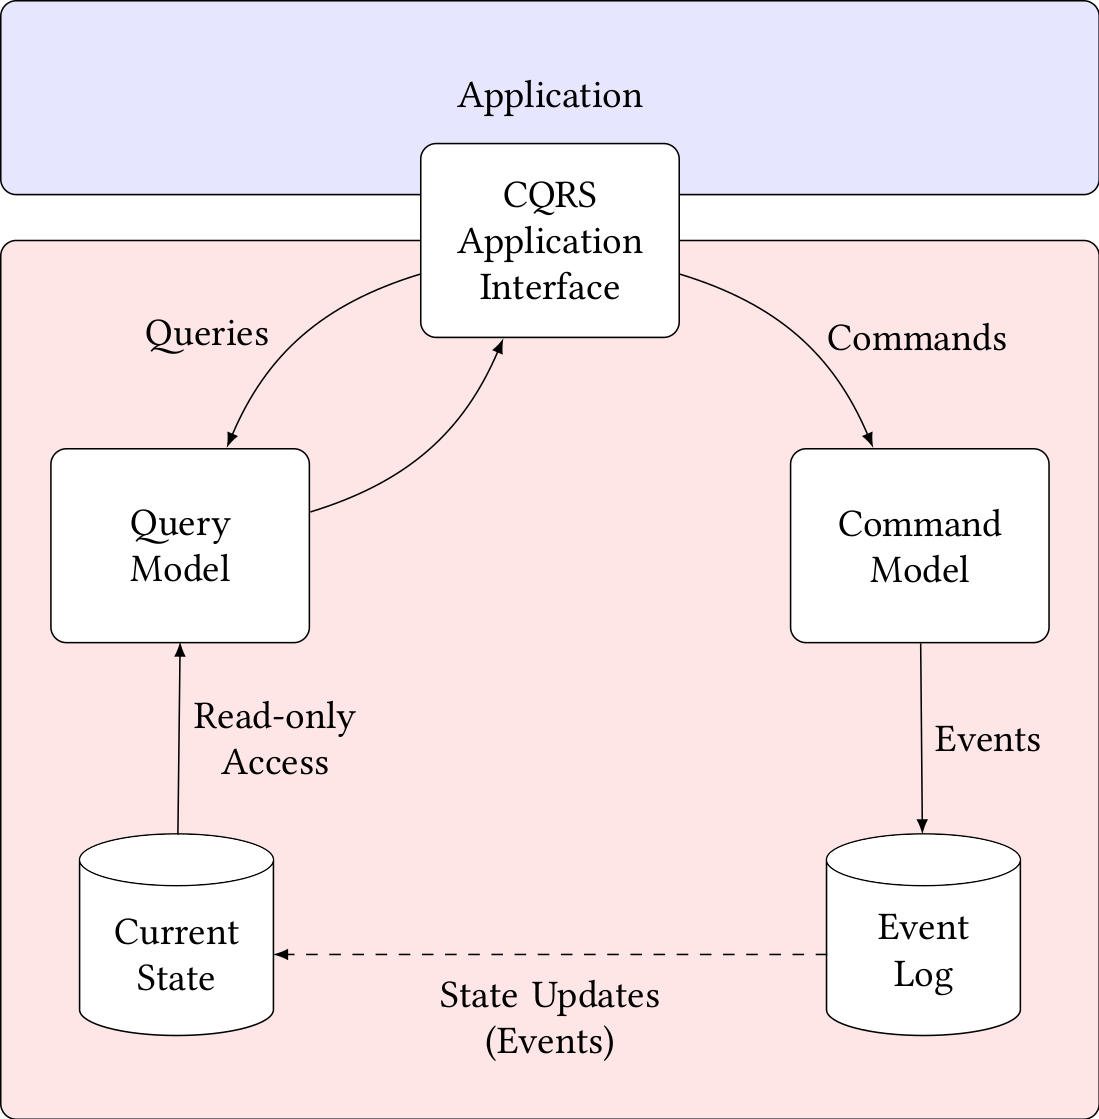 Application
CQRS
Application
Interface
Queries
Commands
Query
Model
Command
Model
Read-only
Access
Events
Current
State
Event
Log
State Updates
(Events)